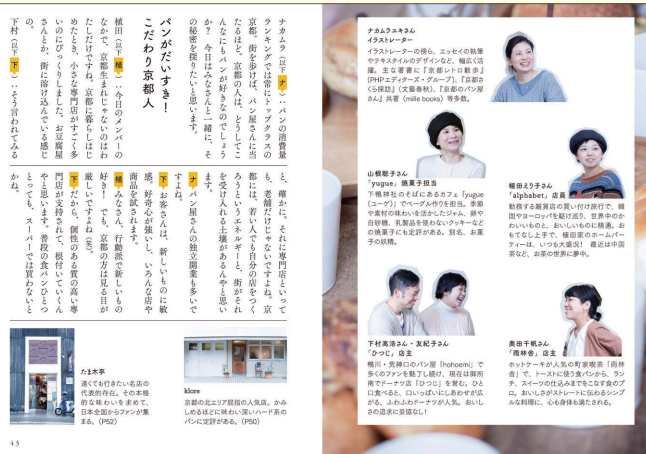 ナカムラユキさん
イラストレーター
イラストレーターの傍ら、エッセイの執筆
やテキスタイルのデザインなど、幅広く活
躍。主な著書に『京都レトロ散歩』
(PHPエディターズ・グループ)、『京都さ
くら探訪』(文藝春秋)、『京都のパン屋
さん』共著(mille books)等多数。
山根聡子さん
「yugue」焼菓子担当
下鴨神社のそばにあるカフェ「yugue
(ユーゲ)」でベーグル作りを担当。季節
や素材の味わいを活かしたジャム、卵や
白砂糖、乳製品を使わないクッキーなど
の焼菓子にも定評がある。別名、お菓
子の妖精。
植田えり子さん
「alphabet」店員
勤務する雑貨店の買い付け旅行で、韓
国やヨーロッパを駆け巡り、世界中のか
わいいものと、おいしいものに精通。お
もてなし上手で、植田家のホームパー
ティーは、いつも大盛況！ 最近は中国
茶など、お茶の世界に夢中。
下村高浩さん・友紀子さん
「ひつじ」店主
鴨川・荒神口のパン屋「hohoemi」で
多くのファンを魅了し続け、現在は御所
南でドーナツ店「ひつじ」を営む。ひと
口食べると、口いっぱいにしあわせが広
がる、ふわふわドーナツが人気。おいし
さの追求に反協なし！
奥田千帆さん
「雨林舎」店主
ホットケーキが人気の町家喫茶「雨林
舎」で、トーストに使う食パンから、ラン
チ、スイーツの仕込みまでをこなす食のプ
ロ。おいしさがストレートに伝わるシンプ
ルな料理に、心も身体も満たされる。
ナカムラ（以下ナ）：パンの消費量
ランキングでは常にトップクラスの
京都。街を歩けば、パン屋さんに当
たるほど。京都の人は、どうしてこ
んなにもパンが好きなのでしょう
か？ 今日はみなさんと一緒に、そ
の秘密を探りたいと思います。
パンがだいすき！
こだわり京都人
植田（以下植）：今日のメンバーの
なかで、京都生まれじゃないのはわ
たしだけですね。京都に暮らしはじ
めたとき、小さな専門店がすごく多
いのにびっくりしました。お豆腐屋
さんとか、街に溶け込んでいる感じ
の。
下村（以下下）：そう言われてみる
と、確かに。それに専門店といって
も、老舗だけじゃないですよね。京
都には、若い人でも自分の店をつく
ろうというエネルギーと、街がそれ
を受け入れる土壌があるんやと思い
ます。
ナ パン屋さんの独立開業も多いで
すよね。
下 お客さんは、新しいものに敏
感。好奇心が強いし、いろんな店や
商品を試されます。
植 みなさん、行動派で新しいもの
好き！ でも、京都の方は見る目が
厳しいですよね（笑）。
下 だから、個性のある質の高い専
門店が支持されて、根付いていくん
やと思います。普段の食パンひとつ
とっても、スーパーでは買わないと
かね。
たま木亭
遠くても行きたい名店の
代表的存在。その本格
的な味わいを求めて、
日本全国からファンが集
まる。(P52)
klore
京都の北エリア屈指の人気店。かみ
しめるほどに味わい深いハード系の
パンに定評がある。(P50)
43